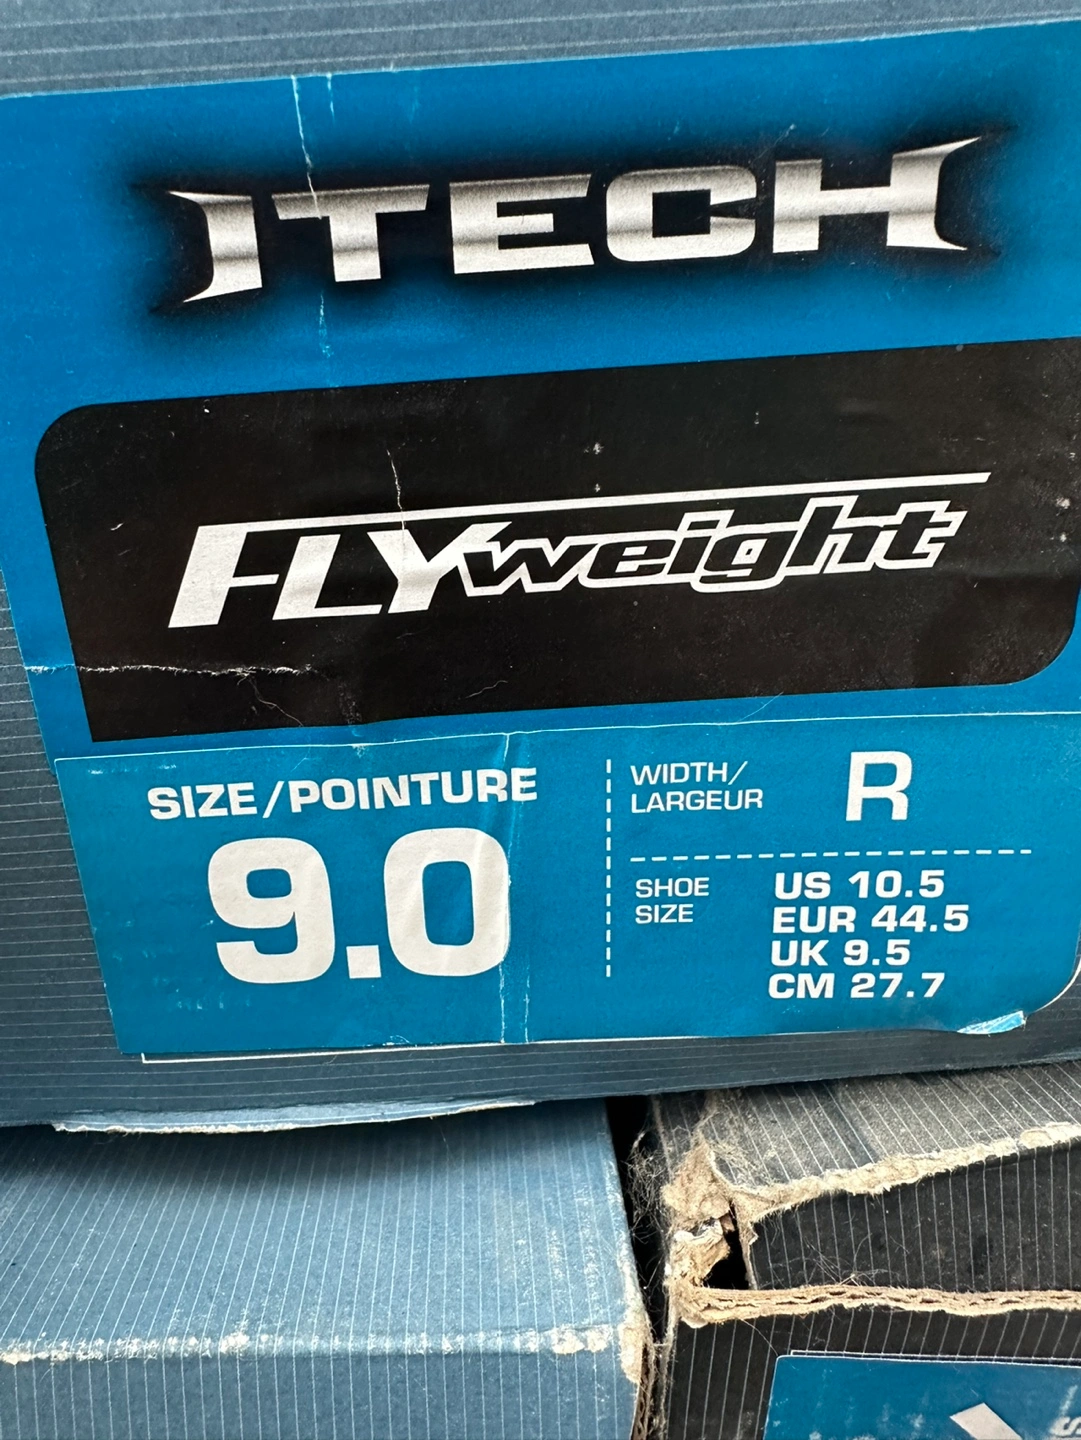 ITECH
FLYweight
SIZE/POINTURE
9.0
WIDTH/
LARGEUR
R
SHOE
SIZE
US 10.5
EUR 44.5
UK 9.5
CM 27.7